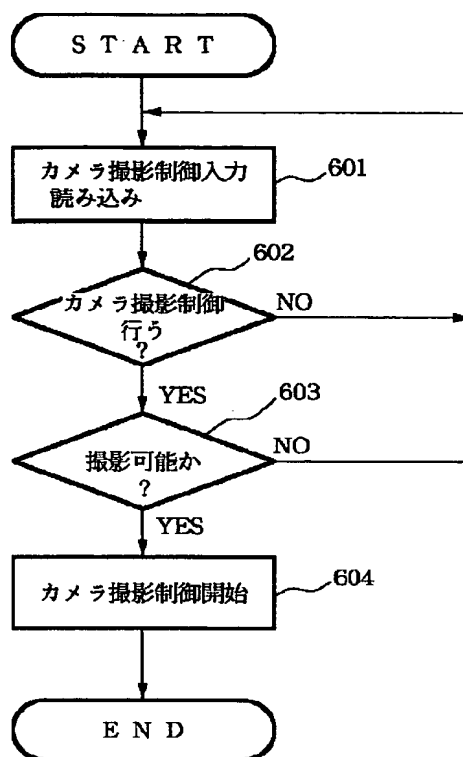 START
カメラ撮影制御入力
読み込み
601
602
カメラ撮影制御
行う
?
NO
YES
603
撮影可能か
?
NO
YES
カメラ撮影制御開始
604
END